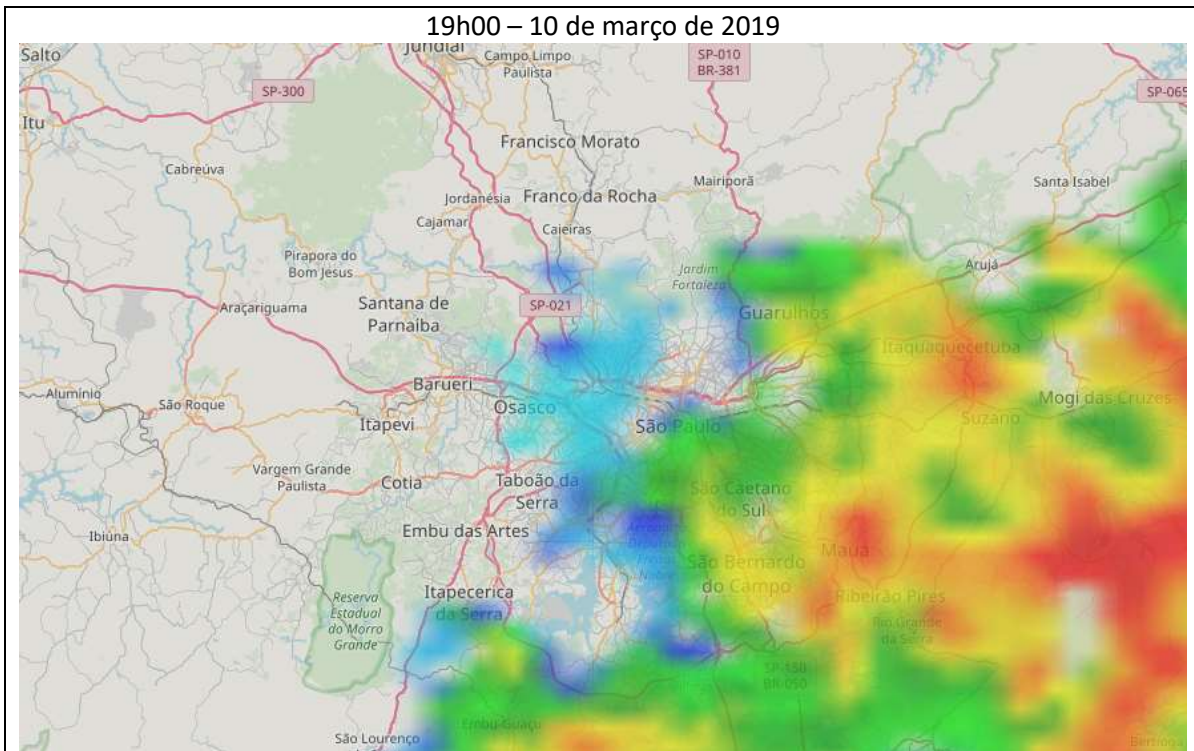 19h00 – 10 de março de 2019
Salto
Jundiaí
Campo Limpo
Paulista
SP-010
BR-381
SP-300
SP-065
Itu
Francisco Morato
Cabreúva
Mairiporã
Santa Isabel
Jordanésia
Franco da Rocha
Cajamar
Caieiras
Pirapora do
Bom Jesus
Jardim
Fortaleza
Arujá
Araçariguama
Santana de
Parnaíba
SP-021
Guarulhos
Itaquaquecetuba
Barueri
Alumínio
São Roque
Osasco
Mogi das Cruzes
Itapevi
São Paulo
Suzano
Vargem Grande
Paulista
Cotia
Taboão da
Serra
São Caetano
do Sul
Ibiúna
Embu das Artes
Mauá
São Bernardo
do Campo
Itapecerica
da Serra
Ribeirão Pires
Reserva
Estadual
do Morro
Grande
Rio Grande
da Serra
SP-150
BR-050
Embu-Guaçu
São Lourenço
Bertioga